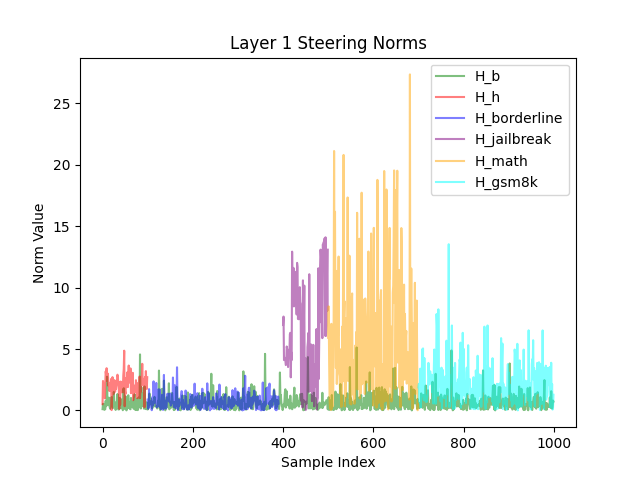 Layer 1 Steering Norms
H_b
H_h
H_borderline
H_jailbreak
H_math
H_gsm8k
Norm Value
25
20
15
10
5
0
0 200 400 600 800 1000
Sample Index